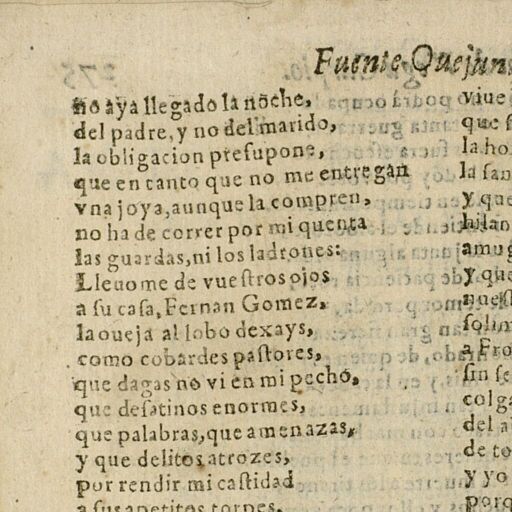 Fuente Quejun
no aya llegado la noche,
del padre, y no del marido,
la obligacion presupone,
que en tanto que no me entregan
vna joya, aunque la compren,
no ha de correr por mi quenta
las guardas, ni los ladrones:
Lleuome de vuestros ojos
a su casa, Fernan Gomez,
la oueja al lobo dexays,
como cobardes pastores,
que dagas no vi en mi pecho,
que desatinos enormes,
que palabras, que amenazas,
y que delitos atrozes,
por rendir mi castidad
a sus apetitos torpes.
viue
que s
la ho
la san
y que
hilan
amug
y que
nuest
solim
a Fro
sin se
colga
del a
de to
y yo
porq